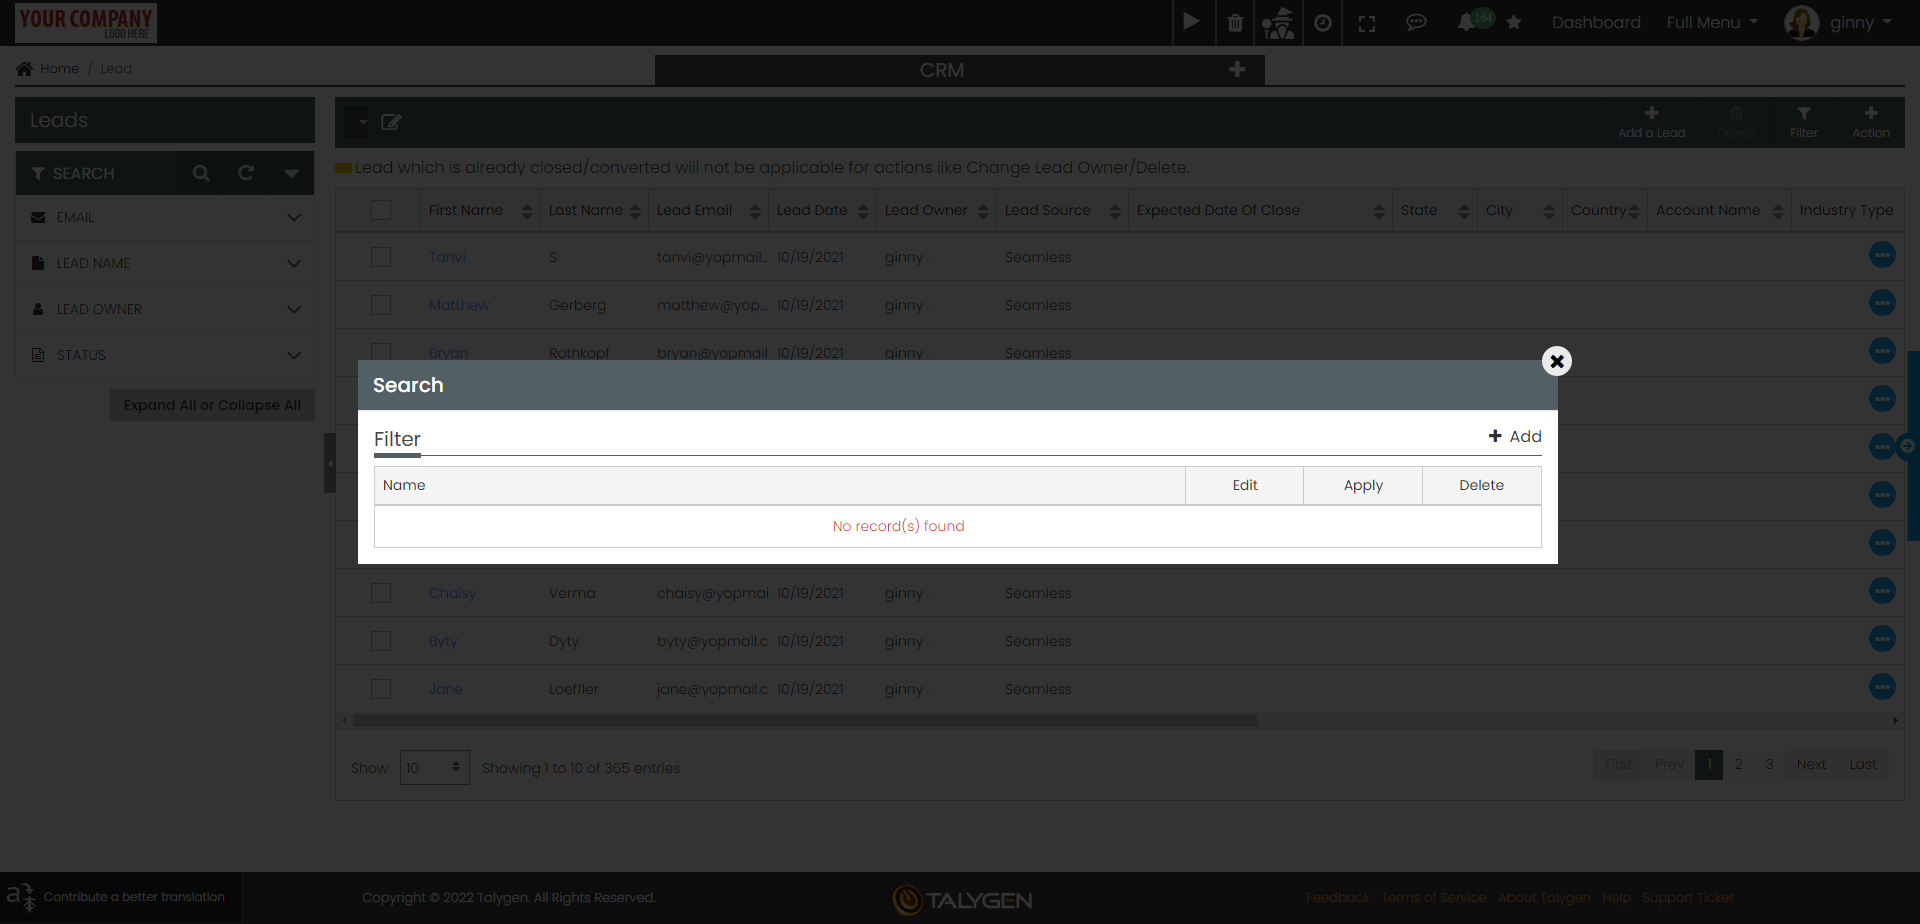 YOUR COMPANY
LOGO HERE
164
Dashboard
Full Menu
ginny
Home / Lead
CRM
Leads
Add a Lead
Delete
Filter
Action
SEARCH
EMAIL
LEAD NAME
LEAD OWNER
STATUS
Expand All or Collapse All
Lead which is already closed/converted will not be applicable for actions like Change Lead Owner/Delete.
First Name Last Name Lead Email Lead Date Lead Owner Lead Source Expected Date Of Close State City Country Account Name Industry Type
Tanvi S tanvi@yopmail... 10/19/2021 ginny . Seamless
Matthew Gerberg matthew@yop... 10/19/2021 ginny . Seamless
Bryan Rothkopf bryan@yopmail 10/19/2021 ginny . Seamless
Search
Filter
Add
Name Edit Apply Delete
No record(s) found
Chaisy Verma chaisy@yopmai 10/19/2021 ginny . Seamless
Byty Dyty byty@yopmail.c 10/19/2021 ginny . Seamless
Jane Loeffler jane@yopmail.c 10/19/2021 ginny . Seamless
Show 10 Showing 1 to 10 of 365 entries
First Prev 1 2 3 Next Last
Contribute a better translation
Copyright © 2022 Talygen. All Rights Reserved.
TALYGEN
Feedback Terms of Service About Talygen Help Support Ticket